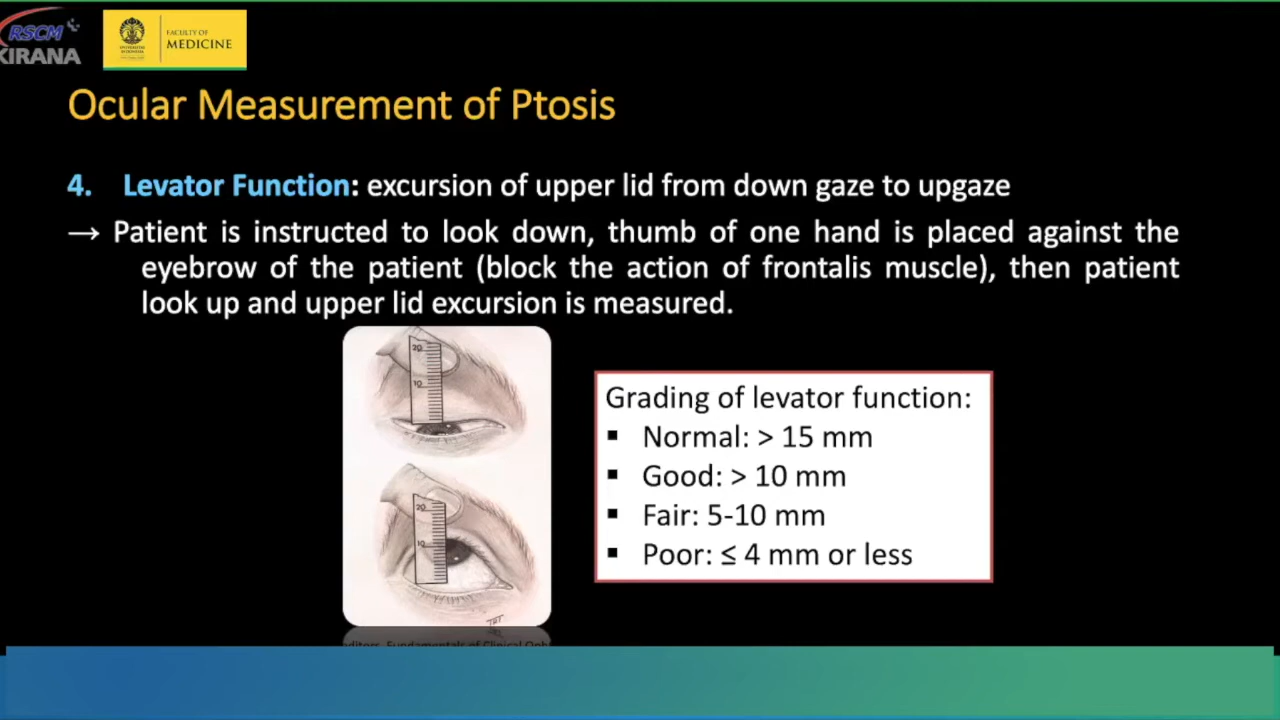 RSCM
KIRANA
FACULTY OF
MEDICINE
Ocular Measurement of Ptosis
4. Levator Function: excursion of upper lid from down gaze to upgaze
→ Patient is instructed to look down, thumb of one hand is placed against the
eyebrow of the patient (block the action of frontalis muscle), then patient
look up and upper lid excursion is measured.
20
10
20
10
Grading of levator function:
▪ Normal: > 15 mm
▪ Good: > 10 mm
▪ Fair: 5-10 mm
▪ Poor: ≤ 4 mm or less
Fundamentals of Clinical